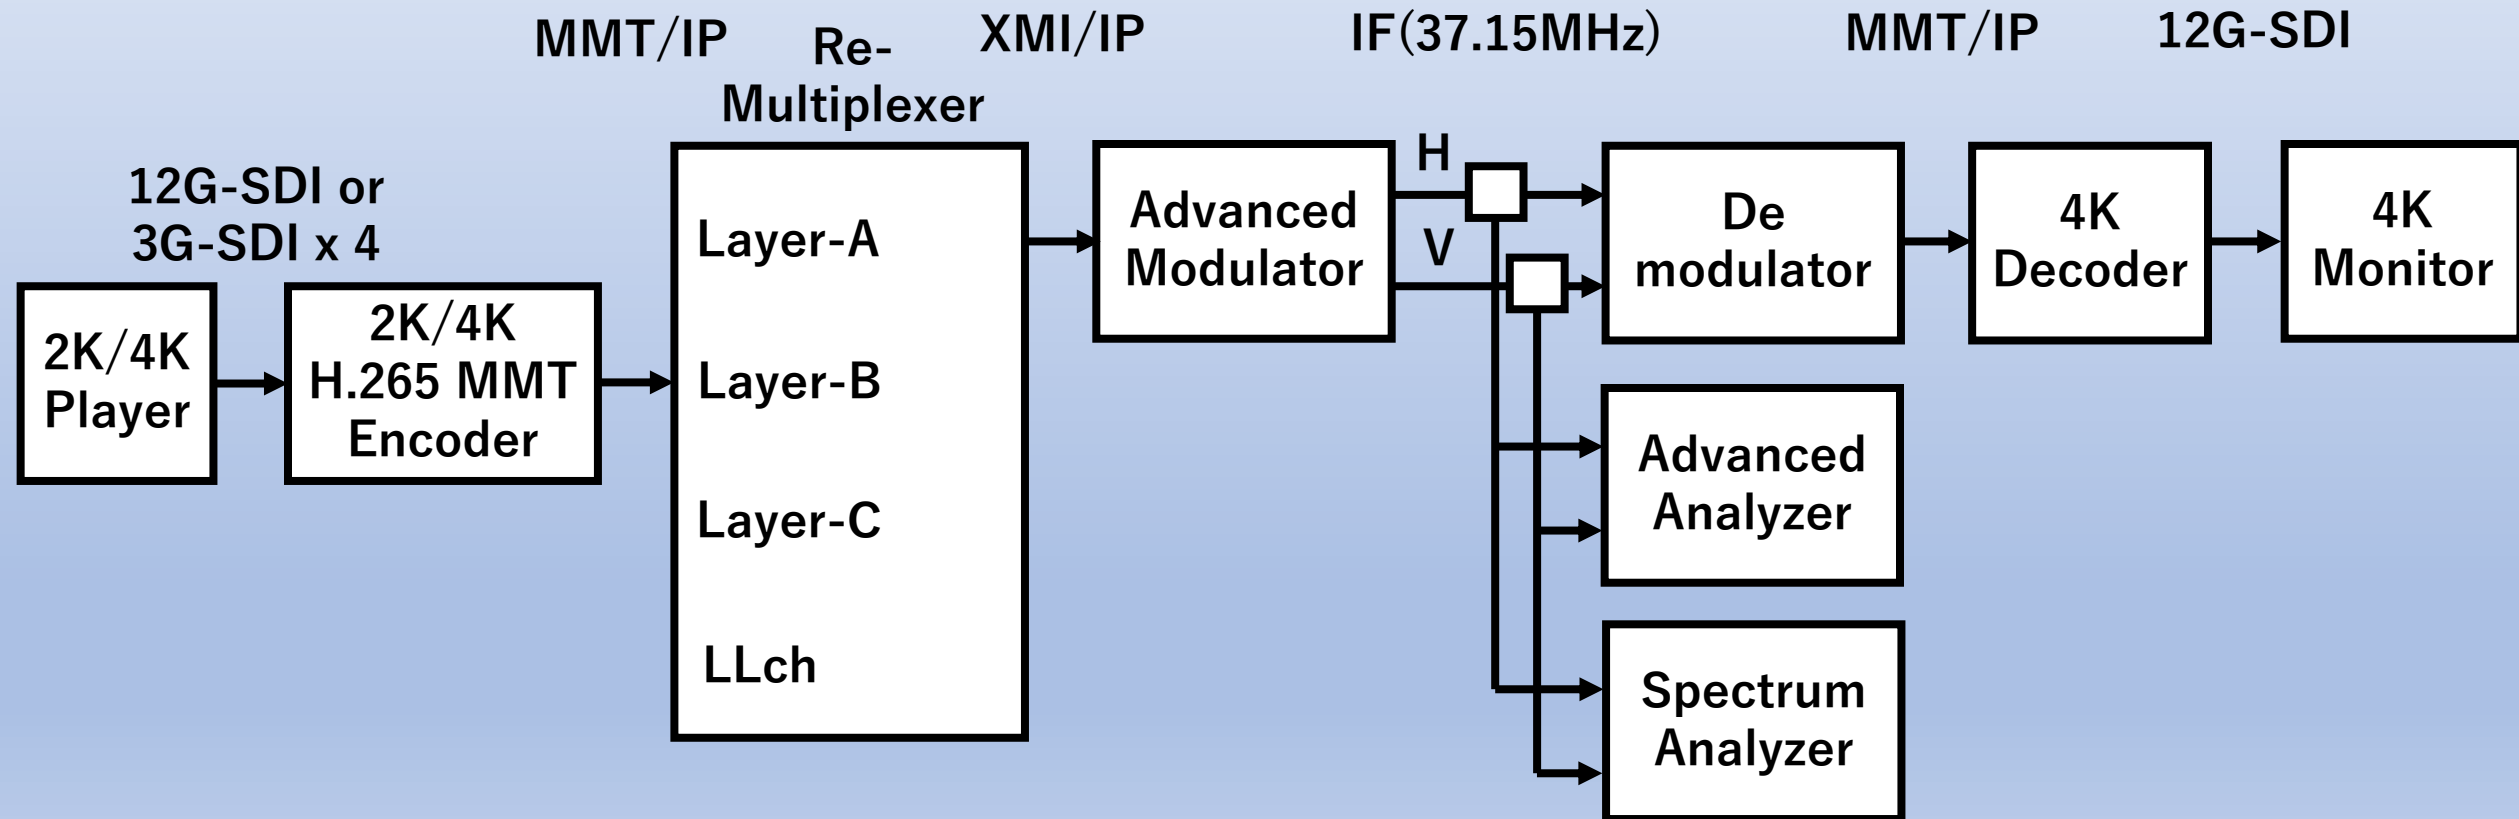 MMT/IP
Re-
Multiplexer
XMI/IP
IF(37.15MHz)
MMT/IP
12G-SDI
12G-SDI or
3G-SDI x 4
2K/4K
Player
2K/4K
H.265 MMT
Encoder
Layer-A
Layer-B
Layer-C
LLch
Advanced
Modulator
H
V
De
modulator
4K
Decoder
4K
Monitor
Advanced
Analyzer
Spectrum
Analyzer